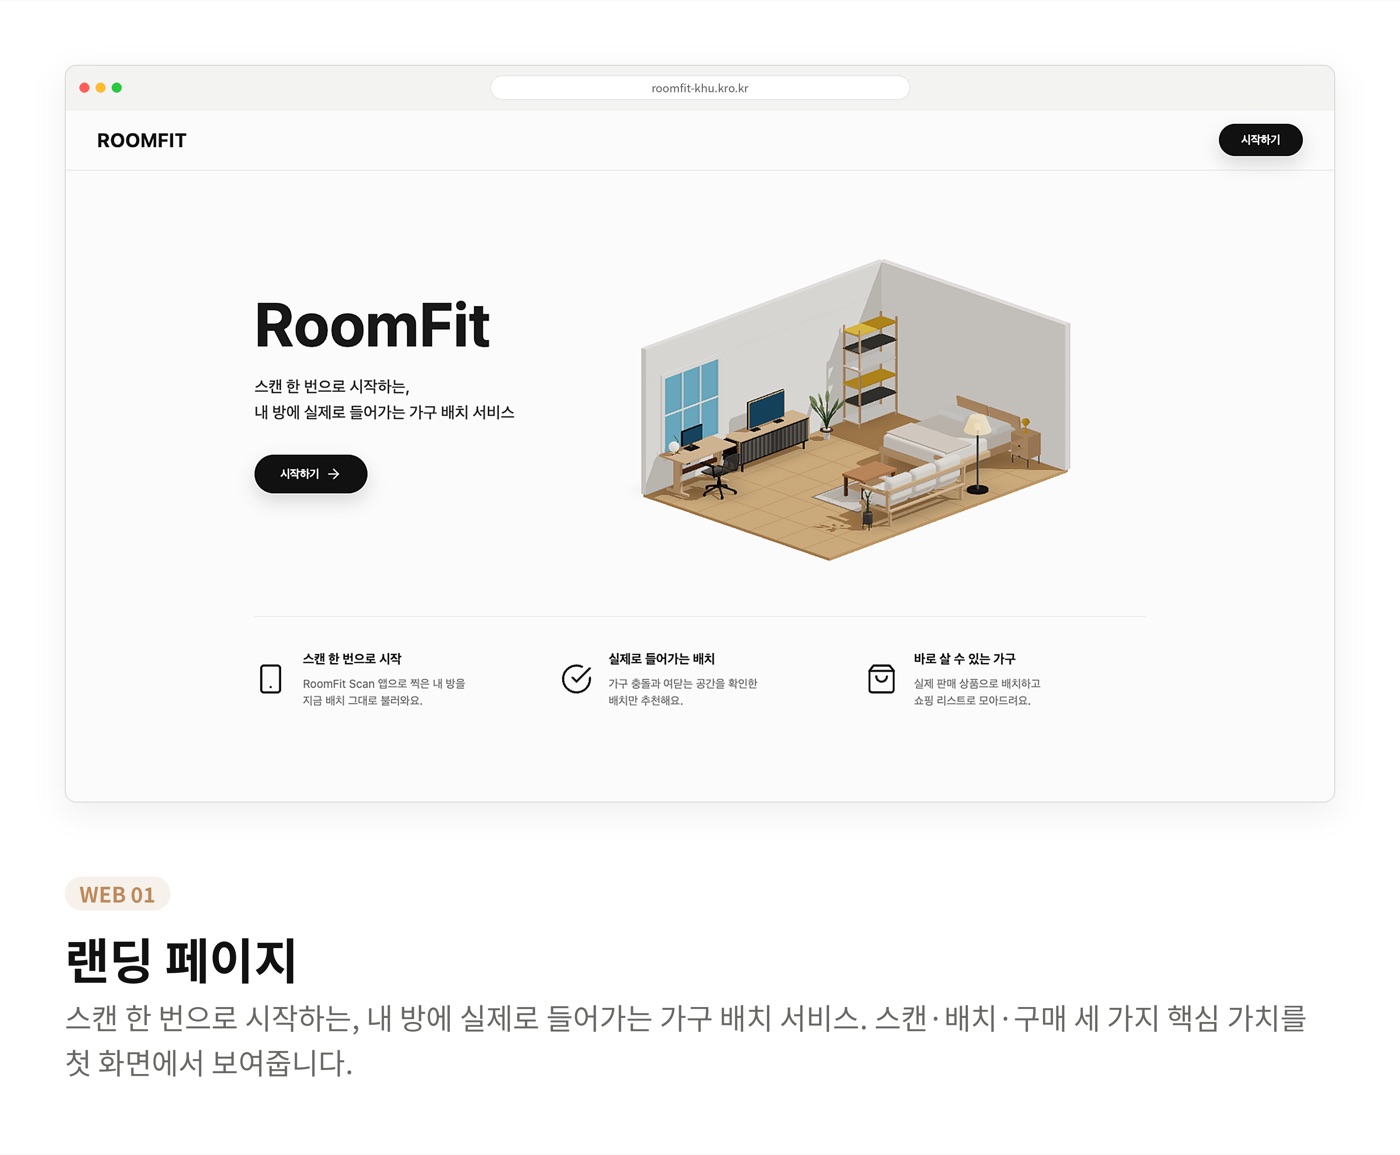 roomfit-khu.kro.kr
ROOMFIT
시작하기
RoomFit
스캔 한 번으로 시작하는,
내 방에 실제로 들어가는 가구 배치 서비스
시작하기 →
스캔 한 번으로 시작
RoomFit Scan 앱으로 찍은 내 방을
지금 배치 그대로 불러와요.
실제로 들어가는 배치
가구 충돌과 여닫는 공간을 확인한
배치만 추천해요.
바로 살 수 있는 가구
실제 판매 상품으로 배치하고
쇼핑 리스트로 모아드려요.
WEB 01
랜딩 페이지
스캔 한 번으로 시작하는, 내 방에 실제로 들어가는 가구 배치 서비스. 스캔·배치·구매 세 가지 핵심 가치를
첫 화면에서 보여줍니다.